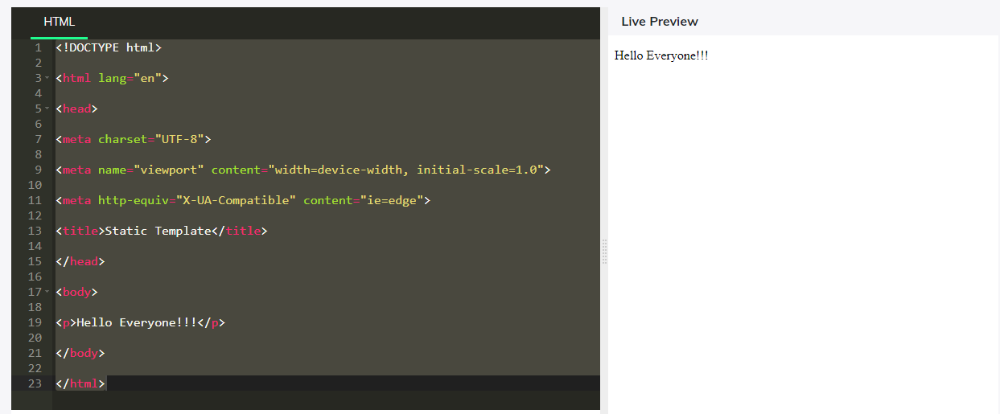 HTML
Live Preview
1 <!DOCTYPE html>
2
3 <html lang="en">
4
5 <head>
6
7 <meta charset="UTF-8">
8
9 <meta name="viewport" content="width=device-width, initial-scale=1.0">
10
11 <meta http-equiv="X-UA-Compatible" content="ie=edge">
12
13 <title>Static Template</title>
14
15 </head>
16
17 <body>
18
19 <p>Hello Everyone!!!</p>
20
21 </body>
22
23 </html>
Hello Everyone!!!